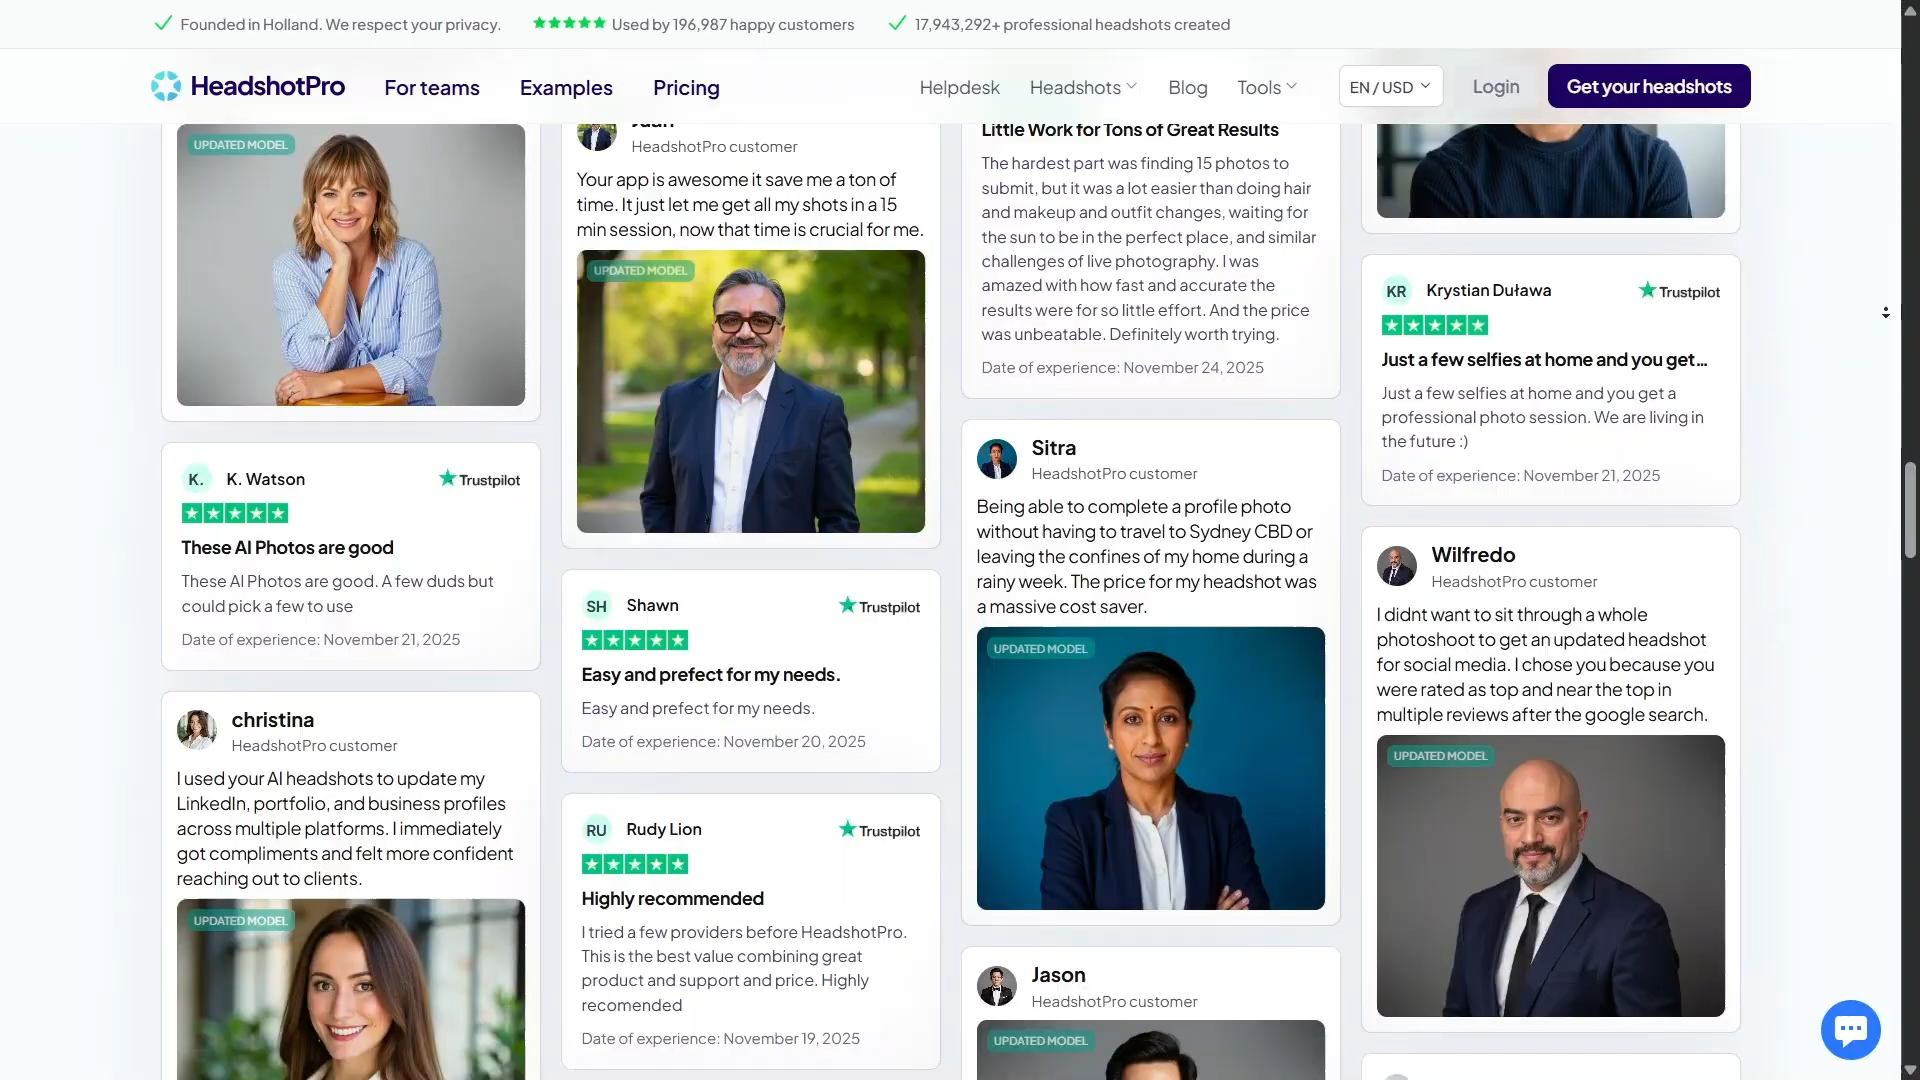 Founded in Holland. We respect your privacy.
Used by 196,987 happy customers
17,943,292+ professional headshots created
HeadshotPro
For teams
Examples
Pricing
Helpdesk
Headshots
Blog
Tools
EN / USD
Login
Get your headshots
UPDATED MODEL
K.
K. Watson
Trustpilot
These AI Photos are good
These AI Photos are good. A few duds but
could pick a few to use
Date of experience: November 21, 2025
christina
HeadshotPro customer
I used your AI headshots to update my
LinkedIn, portfolio, and business profiles
across multiple platforms. I immediately
got compliments and felt more confident
reaching out to clients.
UPDATED MODEL
HeadshotPro customer
Your app is awesome it save me a ton of
time. It just let me get all my shots in a 15
min session, now that time is crucial for me.
UPDATED MODEL
SH
Shawn
Trustpilot
Easy and prefect for my needs.
Easy and prefect for my needs.
Date of experience: November 20, 2025
RU
Rudy Lion
Trustpilot
Highly recommended
I tried a few providers before HeadshotPro.
This is the best value combining great
product and support and price. Highly
recomended
Date of experience: November 19, 2025
Little Work for Tons of Great Results
The hardest part was finding 15 photos to
submit, but it was a lot easier than doing hair
and makeup and outfit changes, waiting for
the sun to be in the perfect place, and similar
challenges of live photography. I was
amazed with how fast and accurate the
results were for so little effort. And the price
was unbeatable. Definitely worth trying.
Date of experience: November 24, 2025
Sitra
HeadshotPro customer
Being able to complete a profile photo
without having to travel to Sydney CBD or
leaving the confines of my home during a
rainy week. The price for my headshot was
a massive cost saver.
UPDATED MODEL
Jason
HeadshotPro customer
UPDATED MODEL
KR
Krystian Duława
Trustpilot
Just a few selfies at home and you get...
Just a few selfies at home and you get a
professional photo session. We are living in
the future :)
Date of experience: November 21, 2025
Wilfredo
HeadshotPro customer
I didnt want to sit through a whole
photoshoot to get an updated headshot
for social media. I chose you because you
were rated as top and near the top in
multiple reviews after the google search.
UPDATED MODEL